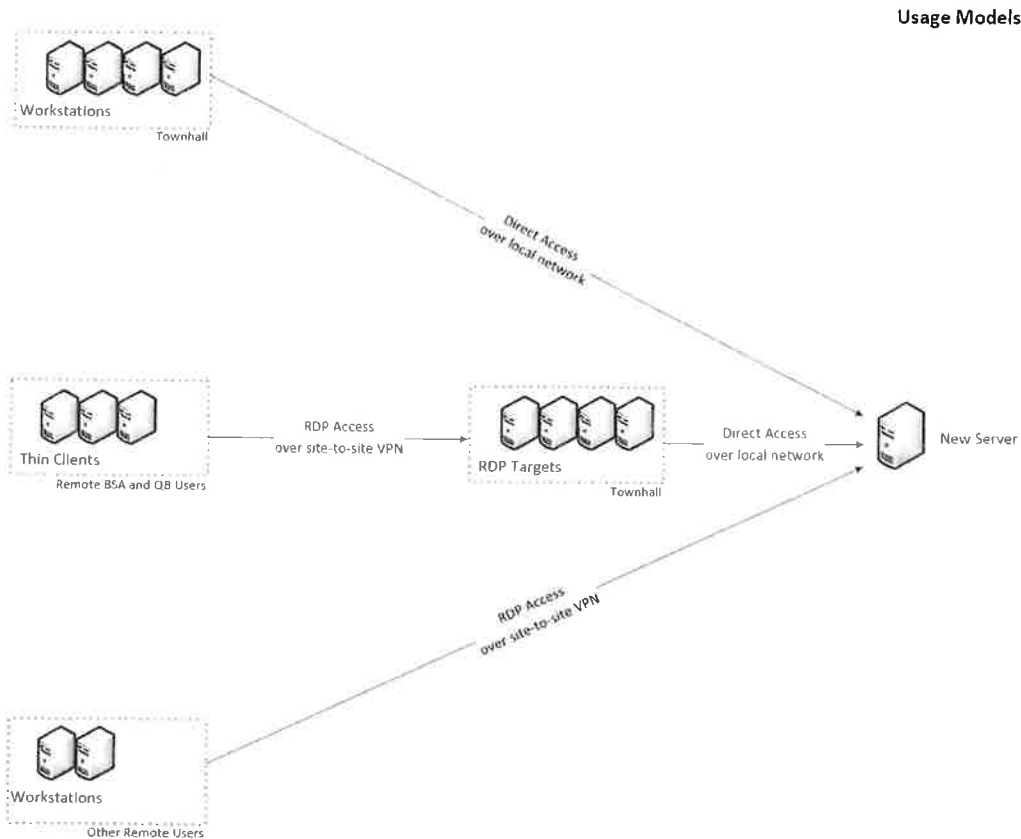 Usage Models
Workstations
Townhall
Direct Access
over local network
Thin Clients
Remote BSA and QB Users
RDP Access
over site-to-site VPN
RDP Targets
Townhall
Direct Access
over local network
New Server
RDP Access
over site-to-site VPN
Workstations
Other Remote Users